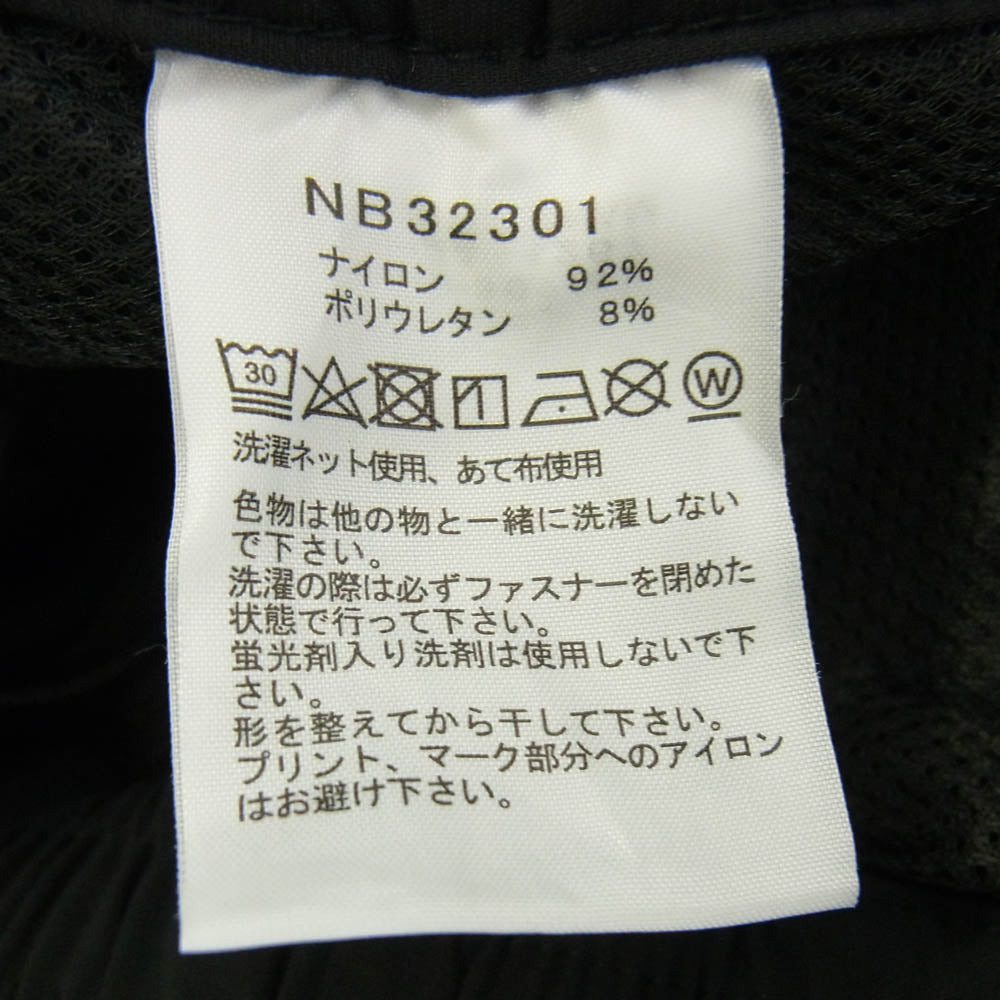 NB32301
ナイロン 92%
ポリウレタン 8%
30 W
洗濯ネット使用、あて布使用
色物は他の物と一緒に洗濯しない
で下さい。
洗濯の際は必ずファスナーを閉めた
状態で行って下さい。
蛍光剤入り洗剤は使用しないで下
さい。
形を整えてから干して下さい。
プリント、マーク部分へのアイロン
はお避け下さい。